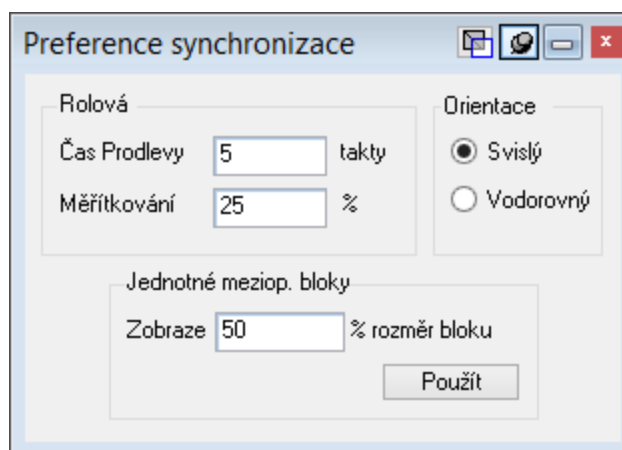 Preference synchronizace
Rolová
Čas Prodlevy 5 takty
Měřítkování 25 %
Orientace
Svislý
Vodorovný
Jednotné meziop. bloky
Zobraze 50 % rozměr bloku
Použít